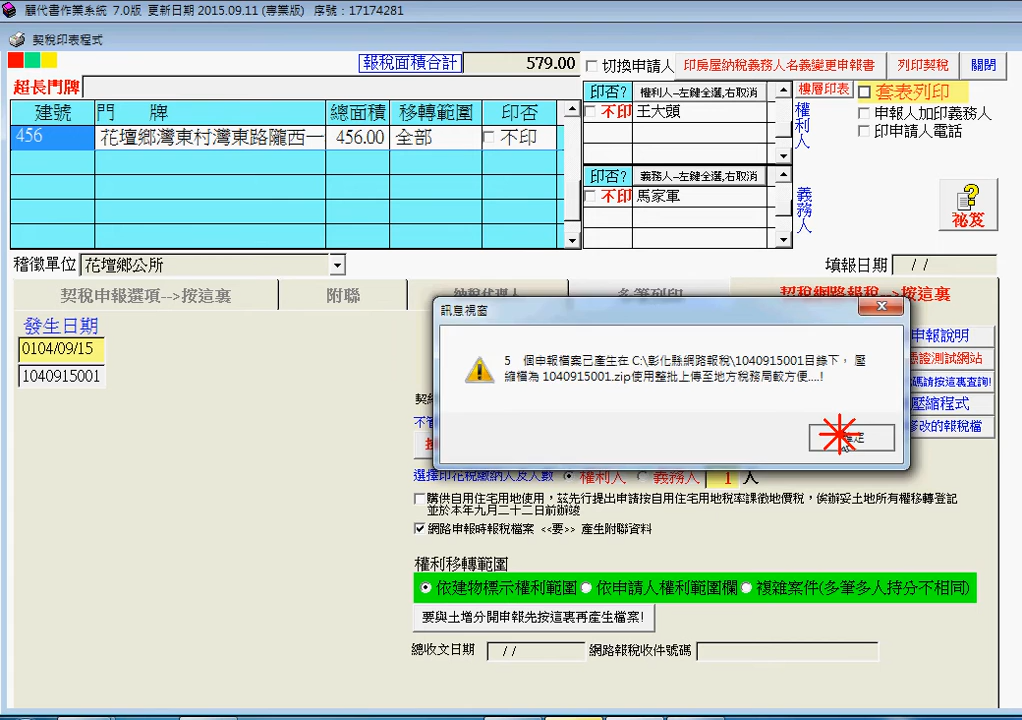 顧代書作業系統 7.0版 更新日期 2015.09.11 (專業版) 序號：17174281
契稅印表程式
報稅面積合計 579.00 切換申請人 印房屋納稅義務人名義變更申報書 列印契稅 關閉
超長門牌
建號 門 牌 總面積 移轉範圍 印否
456 花壇鄉灣東村灣東路隴西一 456.00 全部 不印
印否? 權利人--左鍵全選,右取消
不印 王大頭
權利人
印否? 義務人--左鍵全選,右取消
不印 馬家軍
義務人
樓層印表 套表列印
申報人加印義務人
印申請人電話
祕笈
稽徵單位 花壇鄉公所 填報日期 / /
契稅申報選項-->按這裏 附聯 契稅網路報稅-->按這裏
發生日期
0104/09/15
1040915001
訊息視窗
5 個申報檔案已產生在 C:\彰化縣網路報稅\1040915001目錄下， 壓
縮檔為 1040915001.zip使用整批上傳至地方稅務局較方便....!
申報說明
憑證測試網站
碼請按這裏查詢!
壓縮程式
修改的報稅檔
選擇印花稅繳納人及人數 權利人 義務人 1 人
購供自用住宅用地使用，茲先行提出申請按自用住宅用地稅率課徵地價稅，俟辦妥土地所有權移轉登記
並於本年九月二十二日前辦竣
網路申報時報稅檔案 <<要>> 產生附聯資料
權利移轉範圍
依建物標示權利範圍 依申請人權利範圍欄 複雜案件(多筆多人持分不相同)
要與土增分開申報先按這裏再產生檔案!
總收文日期 / / 網路報稅收件號碼